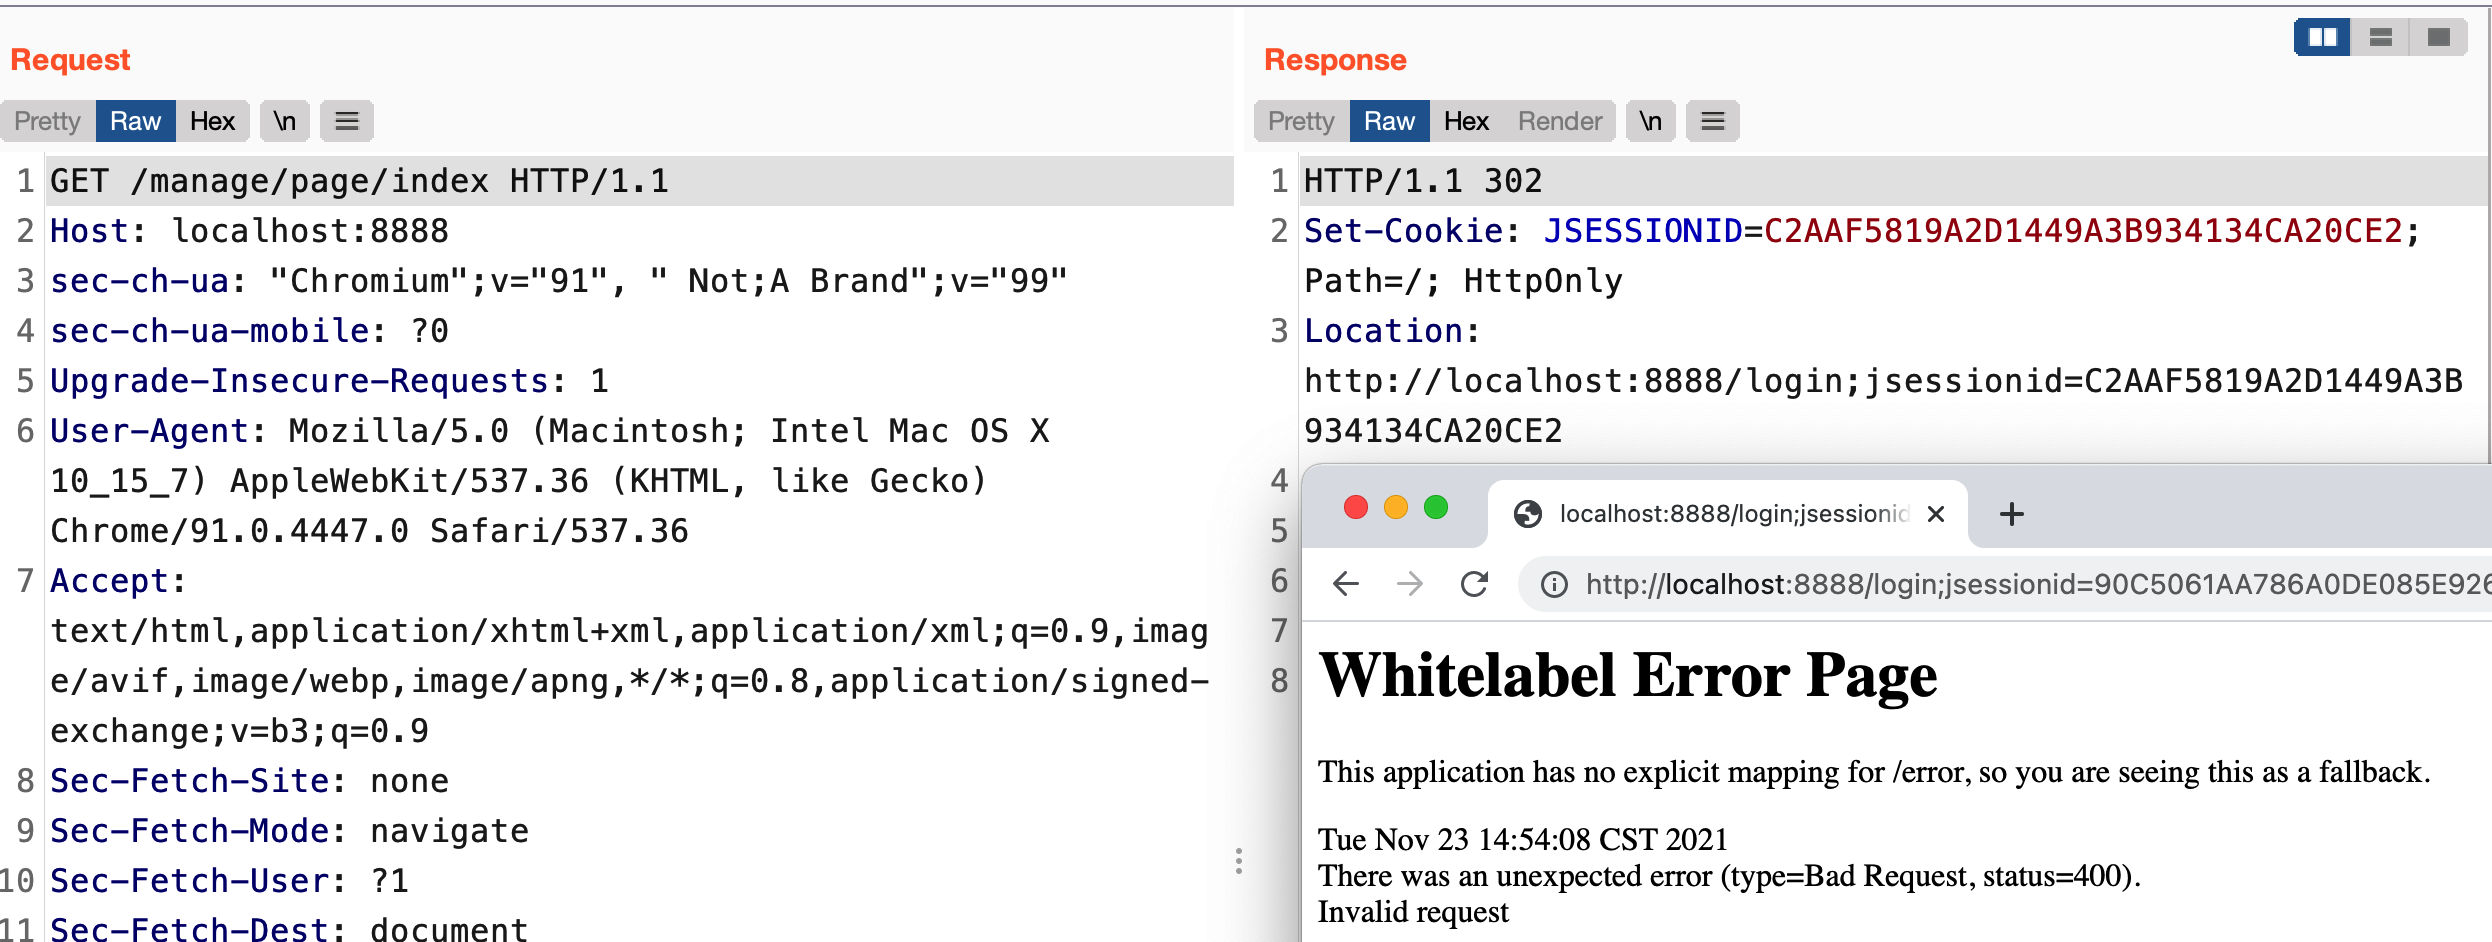 Request
Pretty Raw Hex \n
1 GET /manage/page/index HTTP/1.1
2 Host: localhost:8888
3 sec-ch-ua: "Chromium";v="91", " Not;A Brand";v="99"
4 sec-ch-ua-mobile: ?0
5 Upgrade-Insecure-Requests: 1
6 User-Agent: Mozilla/5.0 (Macintosh; Intel Mac OS X
10_15_7) AppleWebKit/537.36 (KHTML, like Gecko)
Chrome/91.0.4447.0 Safari/537.36
7 Accept:
text/html,application/xhtml+xml,application/xml;q=0.9,imag
e/avif,image/webp,image/apng,*/*;q=0.8,application/signed-
exchange;v=b3;q=0.9
8 Sec-Fetch-Site: none
9 Sec-Fetch-Mode: navigate
10 Sec-Fetch-User: ?1
11 Sec-Fetch-Dest: document
Response
Pretty Raw Hex Render \n
1 HTTP/1.1 302
2 Set-Cookie: JSESSIONID=C2AAF5819A2D1449A3B934134CA20CE2;
Path=/; HttpOnly
3 Location:
http://localhost:8888/login;jsessionid=C2AAF5819A2D1449A3B
934134CA20CE2
4
5
6
7
8
localhost:8888/login;jsessionid
http://localhost:8888/login;jsessionid=90C5061AA786A0DE085E926
Whitelabel Error Page
This application has no explicit mapping for /error, so you are seeing this as a fallback.
Tue Nov 23 14:54:08 CST 2021
There was an unexpected error (type=Bad Request, status=400).
Invalid request